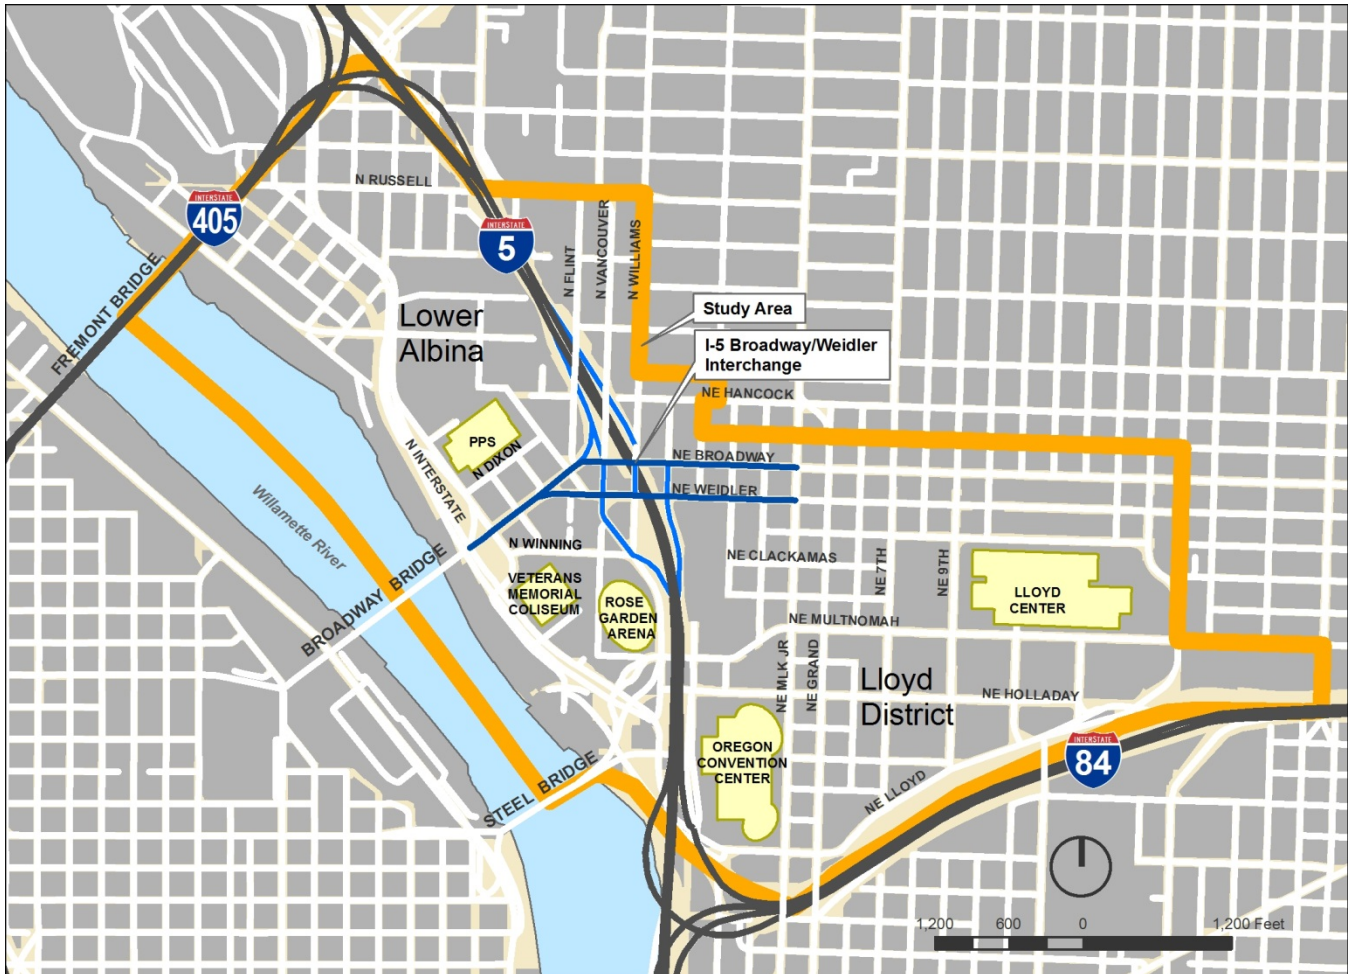 N RUSSELL
INTERSTATE
405
INTERSTATE
5
FREMONT BRIDGE
N FLINT
N VANCOUVER
N WILLIAMS
Lower
Albina
Study Area
I-5 Broadway/Weidler
Interchange
NE HANCOCK
PPS
N DIXON
N INTERSTATE
NE BROADWAY
NE WEIDLER
Willamette River
BROADWAY BRIDGE
N WINNING
VETERANS
MEMORIAL
COLISEUM
ROSE
GARDEN
ARENA
NE CLACKAMAS
NE 7TH
NE 9TH
LLOYD
CENTER
NE MULTNOMAH
NE MLK JR
NE GRAND
Lloyd
District
NE HOLLADAY
OREGON
CONVENTION
CENTER
STEEL BRIDGE
NE LLOYD
INTERSTATE
84
1,200 600 0 1,200 Feet